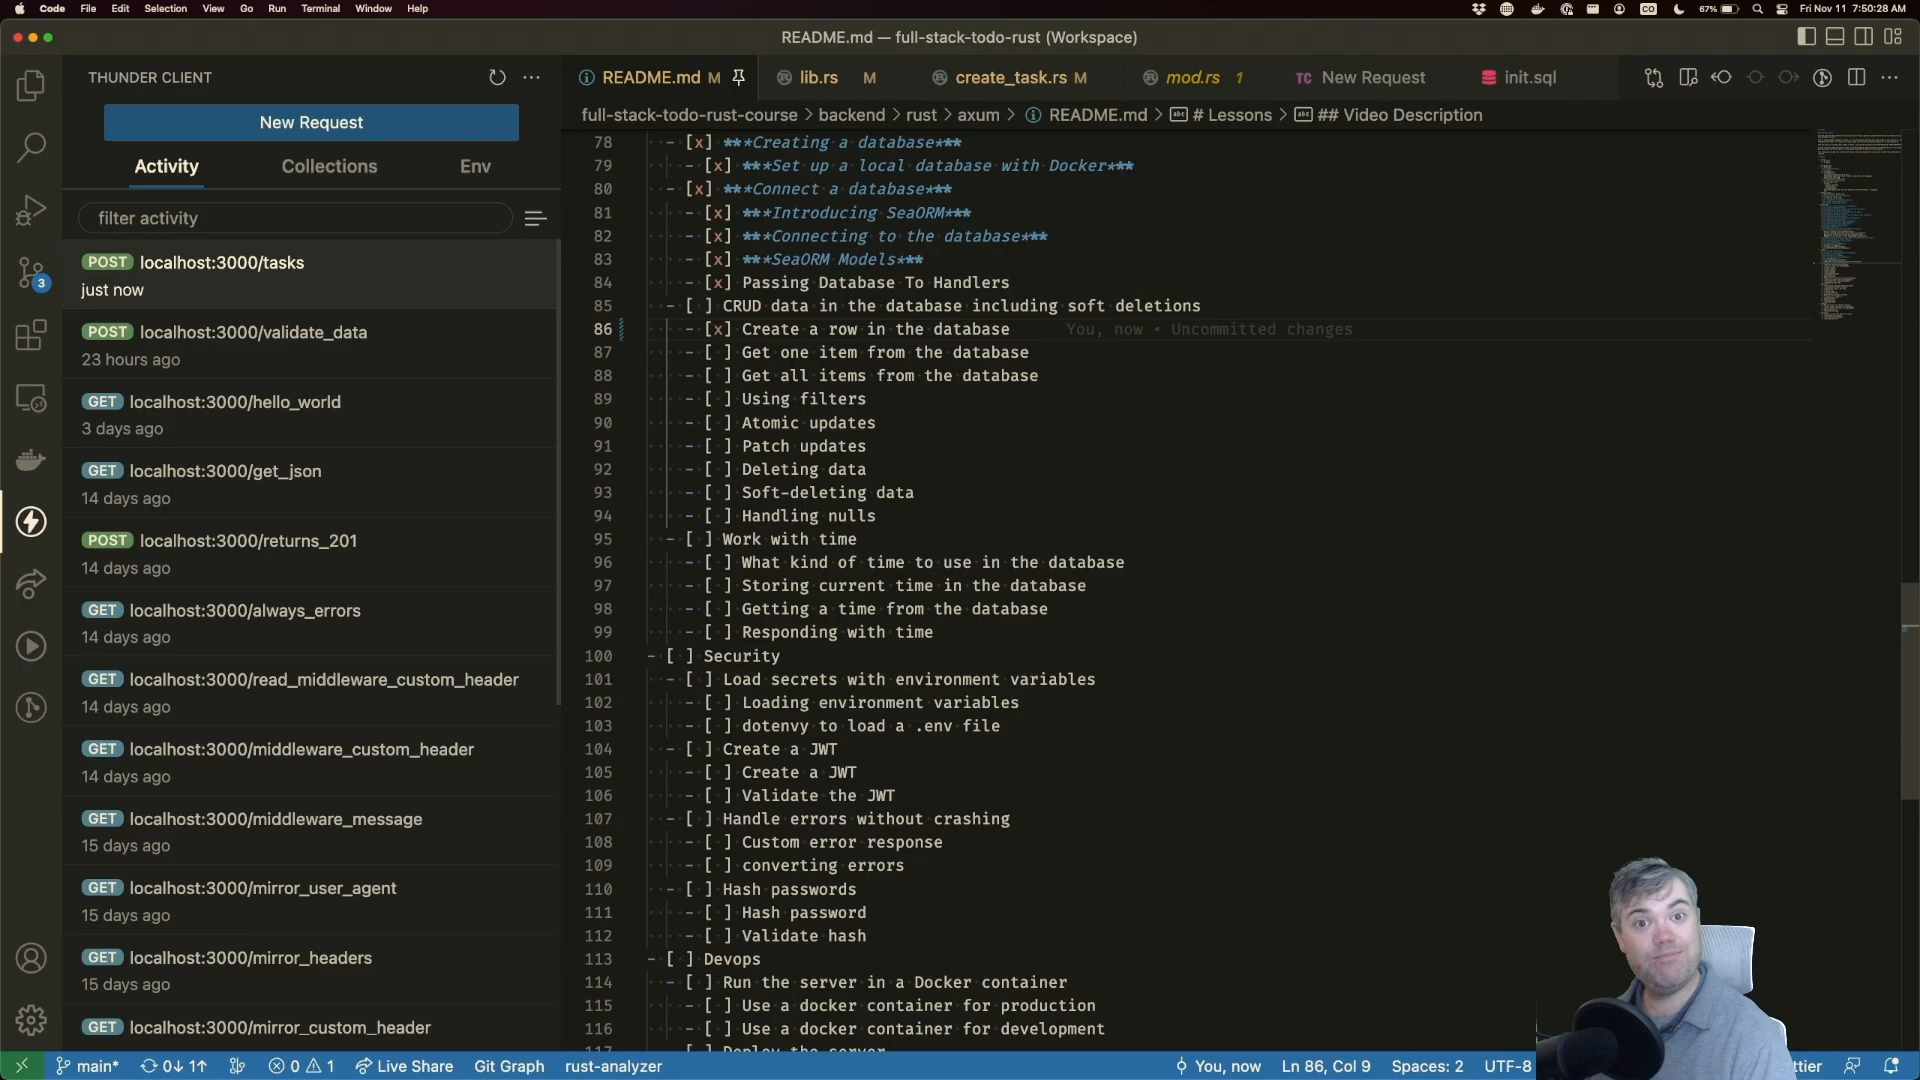 Code File Edit Selection View Go Run Terminal Window Help
CO 67% Fri Nov 11 7:50:28 AM
README.md — full-stack-todo-rust (Workspace)
THUNDER CLIENT
New Request
Activity Collections Env
filter activity
POST localhost:3000/tasks
just now
POST localhost:3000/validate_data
23 hours ago
GET localhost:3000/hello_world
3 days ago
GET localhost:3000/get_json
14 days ago
POST localhost:3000/returns_201
14 days ago
GET localhost:3000/always_errors
14 days ago
GET localhost:3000/read_middleware_custom_header
14 days ago
GET localhost:3000/middleware_custom_header
14 days ago
GET localhost:3000/middleware_message
15 days ago
GET localhost:3000/mirror_user_agent
15 days ago
GET localhost:3000/mirror_headers
15 days ago
GET localhost:3000/mirror_custom_header
3
README.md M lib.rs M create_task.rs M mod.rs 1 TC New Request init.sql
full-stack-todo-rust-course > backend > rust > axum > README.md > # Lessons > ## Video Description
78 - [x] ***Creating a database***
79 - [x] ***Set up a local database with Docker***
80 - [x] ***Connect a database***
81 - [x] ***Introducing SeaORM***
82 - [x] ***Connecting to the database***
83 - [x] ***SeaORM Models***
84 - [x] Passing Database To Handlers
85 - [ ] CRUD data in the database including soft deletions
86 - [x] Create a row in the database You, now • Uncommitted changes
87 - [ ] Get one item from the database
88 - [ ] Get all items from the database
89 - [ ] Using filters
90 - [ ] Atomic updates
91 - [ ] Patch updates
92 - [ ] Deleting data
93 - [ ] Soft-deleting data
94 - [ ] Handling nulls
95 - [ ] Work with time
96 - [ ] What kind of time to use in the database
97 - [ ] Storing current time in the database
98 - [ ] Getting a time from the database
99 - [ ] Responding with time
100 - [ ] Security
101 - [ ] Load secrets with environment variables
102 - [ ] Loading environment variables
103 - [ ] dotenvy to load a .env file
104 - [ ] Create a JWT
105 - [ ] Create a JWT
106 - [ ] Validate the JWT
107 - [ ] Handle errors without crashing
108 - [ ] Custom error response
109 - [ ] converting errors
110 - [ ] Hash passwords
111 - [ ] Hash password
112 - [ ] Validate hash
113 - [ ] Devops
114 - [ ] Run the server in a Docker container
115 - [ ] Use a docker container for production
116 - [ ] Use a docker container for development
117 - [ ] Deploy the server
main* 0↓ 1↑ 0 1 Live Share Git Graph rust-analyzer You, now Ln 86, Col 9 Spaces: 2 UTF-8 ttier